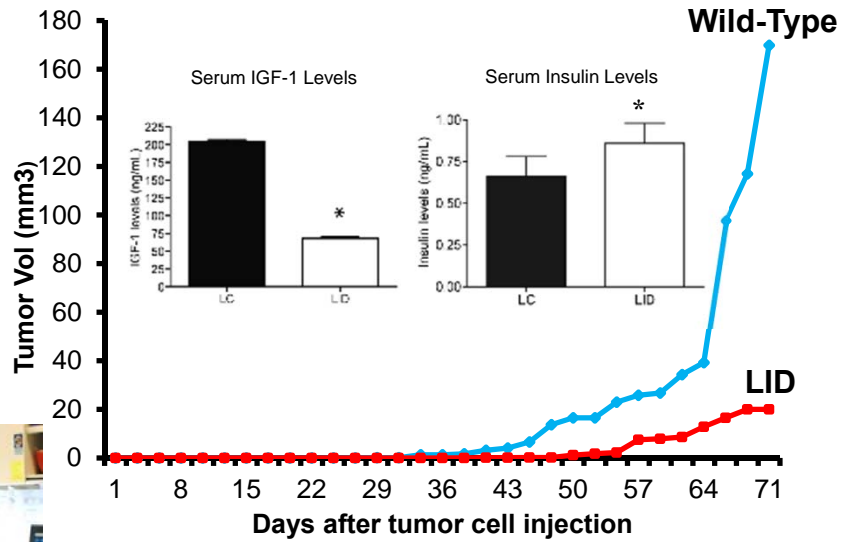 Wild-Type
LID
Tumor Vol (mm3)
180
160
140
120
100
80
60
40
20
0
1 8 15 22 29 36 43 50 57 64 71
Days after tumor cell injection
Serum IGF-1 Levels
IGF-1 levels (ng/mL)
225
200
175
150
125
100
75
50
25
0
*
LC LID
Serum Insulin Levels
Insulin levels (ng/mL)
1.00
0.75
0.50
0.25
0.00
*
LC LID